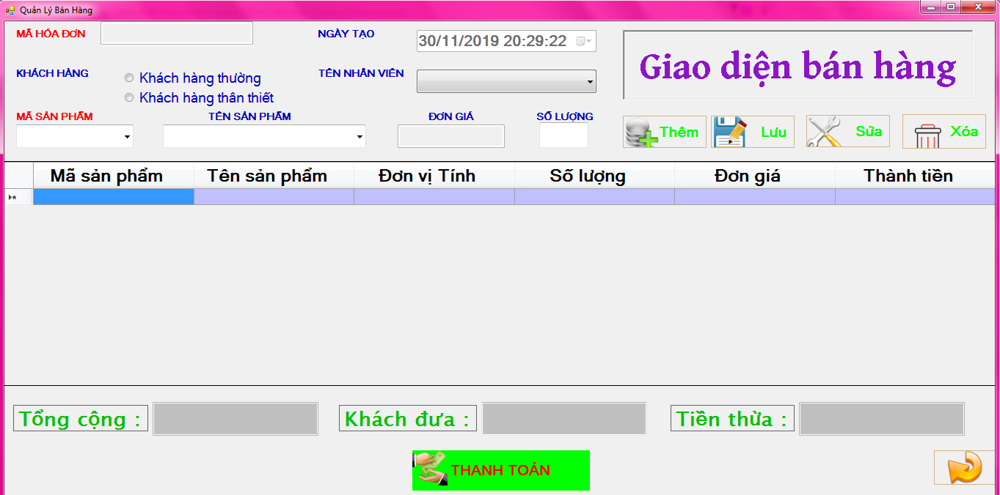 Quản Lý Bán Hàng
MÃ HÓA ĐƠN
NGÀY TẠO
30/11/2019 20:29:22
Giao diện bán hàng
KHÁCH HÀNG
Khách hàng thường
Khách hàng thân thiết
TÊN NHÂN VIÊN
MÃ SẢN PHẨM
TÊN SẢN PHẨM
ĐƠN GIÁ
SỐ LƯỢNG
Thêm
Lưu
Sửa
Xóa
Mã sản phẩm Tên sản phẩm Đơn vị Tính Số lượng Đơn giá Thành tiền
Tổng cộng :
Khách đưa :
Tiền thừa :
THANH TOÁN